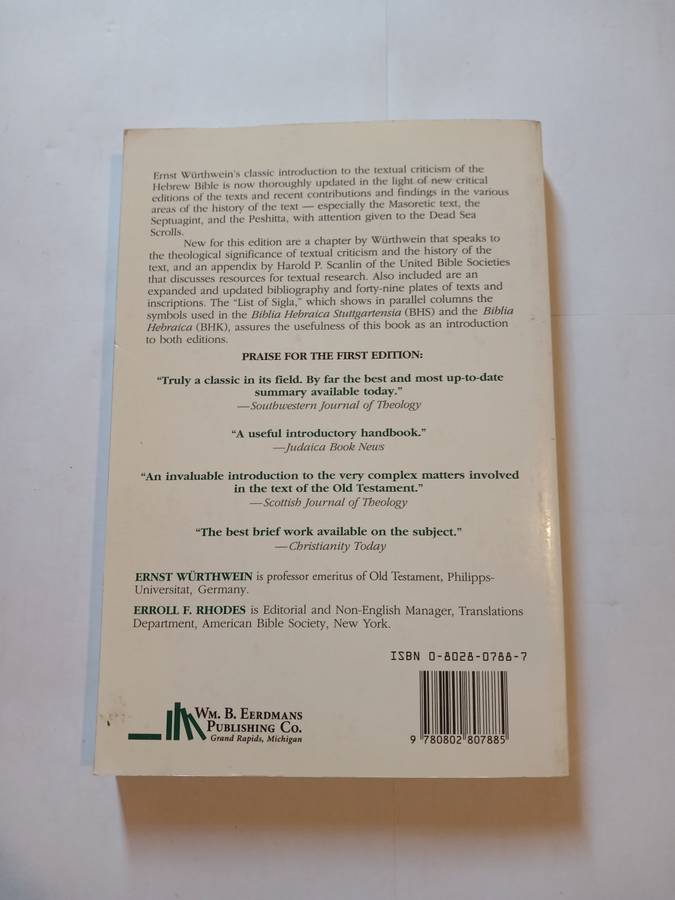 Ernst Würthwein's classic introduction to the textual criticism of the
Hebrew Bible is now thoroughly updated in the light of new critical
editions of the texts and recent contributions and findings in the various
areas of the history of the text — especially the Masoretic text, the
Septuagint, and the Peshitta, with attention given to the Dead Sea
Scrolls.
New for this edition are a chapter by Würthwein that speaks to
the theological significance of textual criticism and the history of the
text, and an appendix by Harold P. Scanlin of the United Bible Societies
that discusses resources for textual research. Also included are an
expanded and updated bibliography and forty-nine plates of texts and
inscriptions. The “List of Sigla,” which shows in parallel columns the
symbols used in the Biblia Hebraica Stuttgartensia (BHS) and the Biblia
Hebraica (BHK), assures the usefulness of this book as an introduction
to both editions.
PRAISE FOR THE FIRST EDITION:
“Truly a classic in its field. By far the best and most up-to-date
summary available today.”
—Southwestern Journal of Theology
“A useful introductory handbook.”
—Judaica Book News
“An invaluable introduction to the very complex matters involved
in the text of the Old Testament.”
—Scottish Journal of Theology
“The best brief work available on the subject.”
—Christianity Today
ERNST WÜRTHWEIN is professor emeritus of Old Testament, Philipps-
Universitat, Germany.
ERROLL F. RHODES is Editorial and Non-English Manager, Translations
Department, American Bible Society, New York.
ISBN 0-8028-0788-7
WM. B. EERDMANS
PUBLISHING CO.
Grand Rapids, Michigan
9 780802 807885